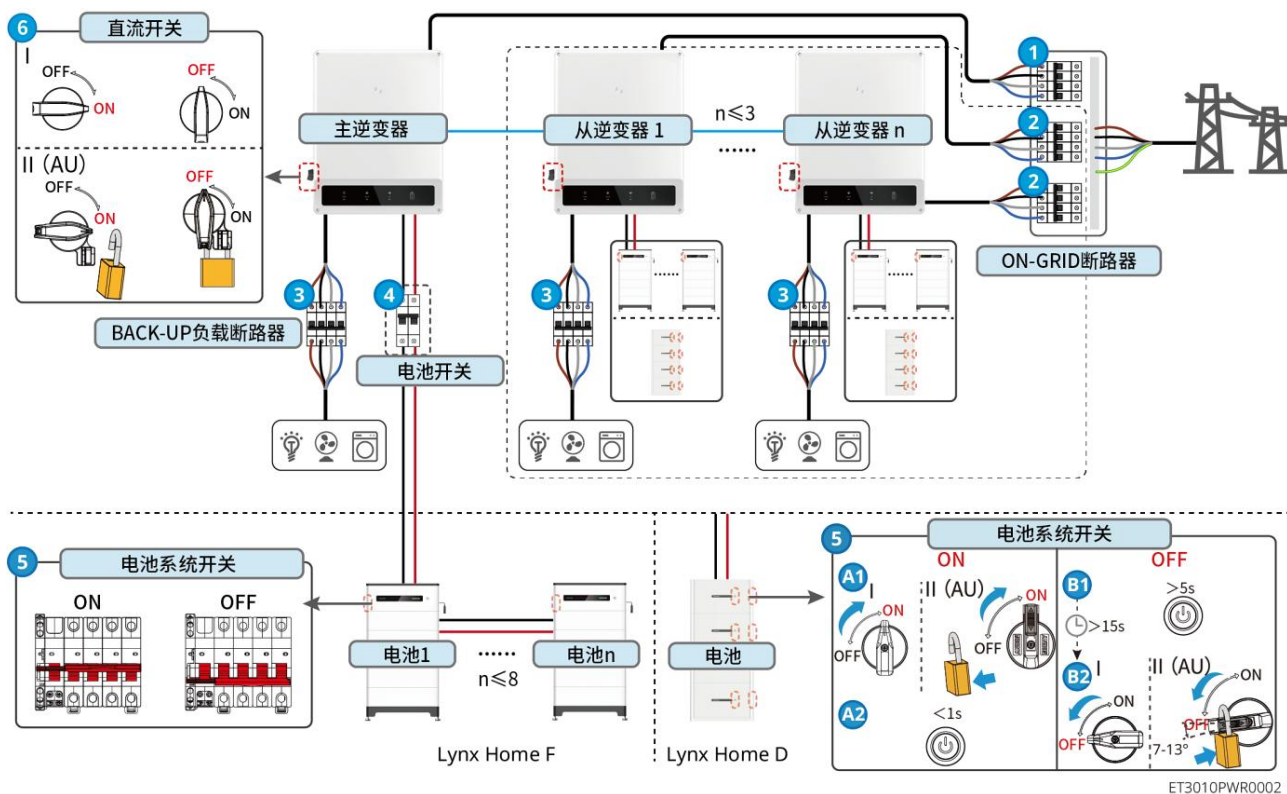 6
直流开关
I
OFF
ON
OFF
ON
II (AU)
OFF
ON
OFF
ON
主逆变器
从逆变器 1
n≤3
……
从逆变器 n
1
2
2
ON-GRID断路器
3
BACK-UP负载断路器
4
电池开关
3
……
3
……
5
电池系统开关
ON
OFF
电池1
……
n≤8
电池n
Lynx Home F
电池
Lynx Home D
5
电池系统开关
ON
A1
I
ON
OFF
II (AU)
ON
OFF
A2
<1s
OFF
B1
>5s
>15s
B2
I
ON
OFF
II (AU)
ON
OFF
7-13°
ET3010PWR0002